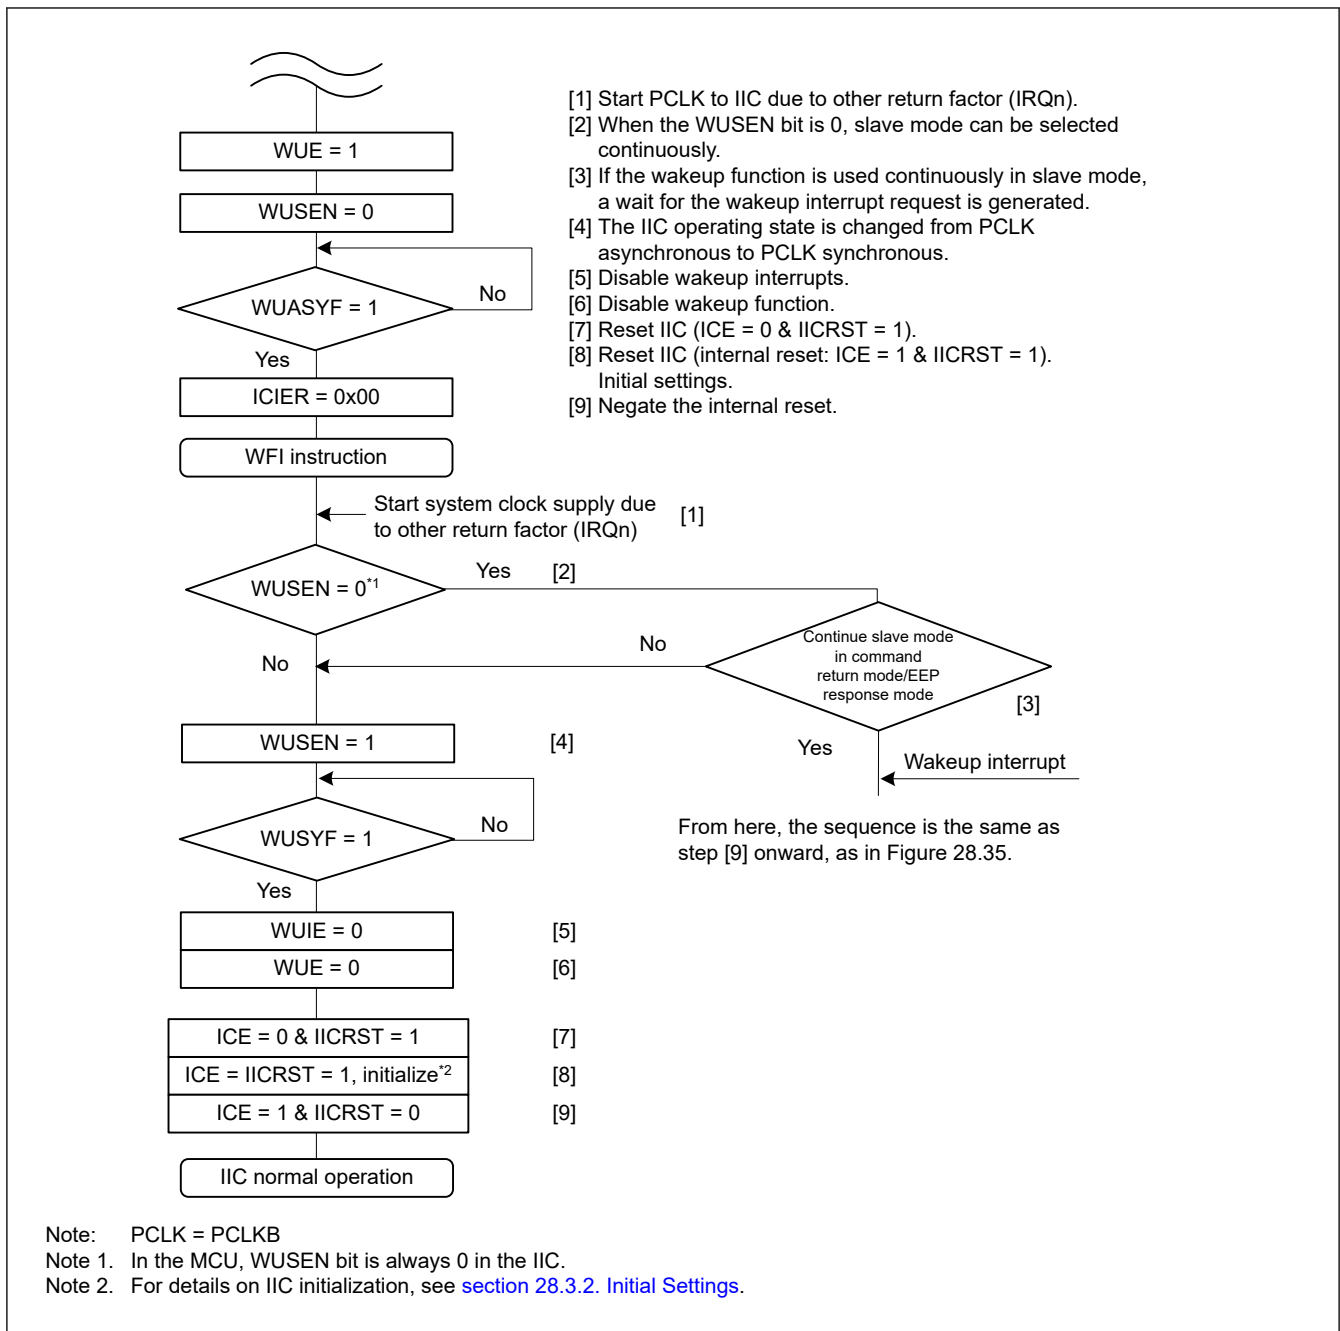 [1] Start PCLK to IIC due to other return factor (IRQn).
[2] When the WUSEN bit is 0, slave mode can be selected
continuously.
[3] If the wakeup function is used continuously in slave mode,
a wait for the wakeup interrupt request is generated.
[4] The IIC operating state is changed from PCLK
asynchronous to PCLK synchronous.
[5] Disable wakeup interrupts.
[6] Disable wakeup function.
[7] Reset IIC (ICE = 0 & IICRST = 1).
[8] Reset IIC (internal reset: ICE = 1 & IICRST = 1).
Initial settings.
[9] Negate the internal reset.
WUE = 1
WUSEN = 0
WUASYF = 1
No
Yes
ICIER = 0x00
WFI instruction
Start system clock supply due
to other return factor (IRQn)
[1]
WUSEN = 0*1
Yes
[2]
No
Continue slave mode
in command
return mode/EEP
response mode
[3]
No
Yes
Wakeup interrupt
From here, the sequence is the same as
step [9] onward, as in Figure 28.35.
WUSEN = 1
[4]
WUSYF = 1
No
Yes
WUIE = 0
[5]
WUE = 0
[6]
ICE = 0 & IICRST = 1
[7]
ICE = IICRST = 1, initialize*2
[8]
ICE = 1 & IICRST = 0
[9]
IIC normal operation
Note: PCLK = PCLKB
Note 1. In the MCU, WUSEN bit is always 0 in the IIC.
Note 2. For details on IIC initialization, see section 28.3.2. Initial Settings.